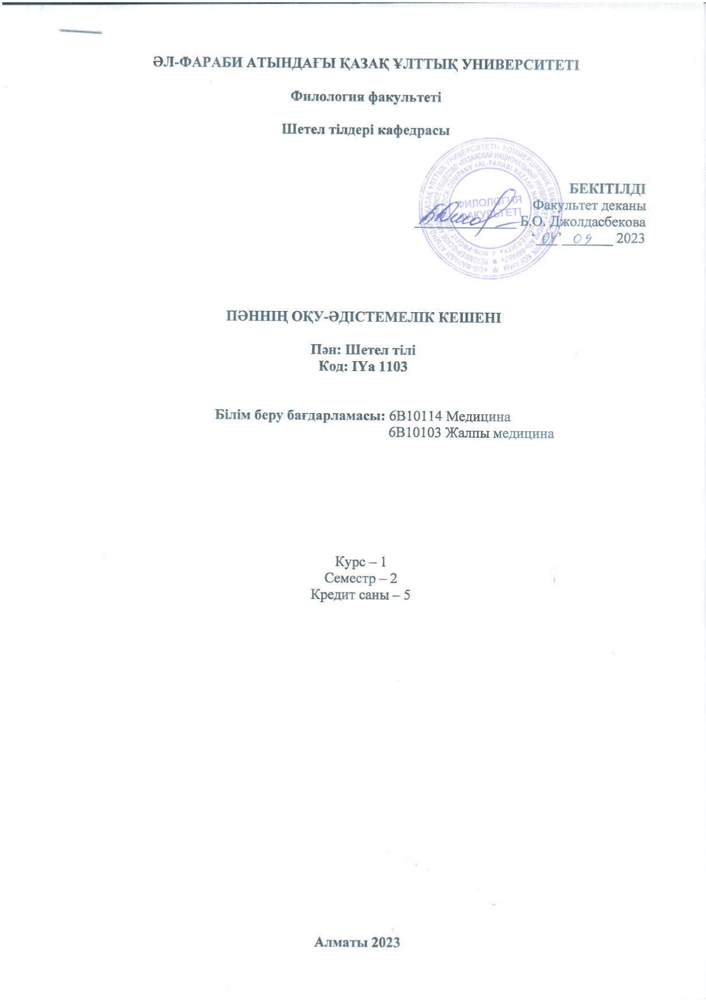 ӘЛ-ФАРАБИ АТЫНДАҒЫ ҚАЗАҚ ҰЛТТЫҚ УНИВЕРСИТЕТІ
Филология факультеті
Шетел тілдері кафедрасы
ФИЛОЛОГИЯ
ФАКУЛЬТЕТІ
БЕКІТІЛДІ
Факультет деканы
Б.О. Джолдасбекова
‘04’ 09 2023
ПӘННІҢ ОҚУ-ӘДІСТЕМЕЛІК КЕШЕНІ
Пән: Шетел тілі
Код: IYa 1103
Білім беру бағдарламасы: 6В10114 Медицина
6В10103 Жалпы медицина
Курс – 1
Семестр – 2
Кредит саны – 5
Алматы 2023